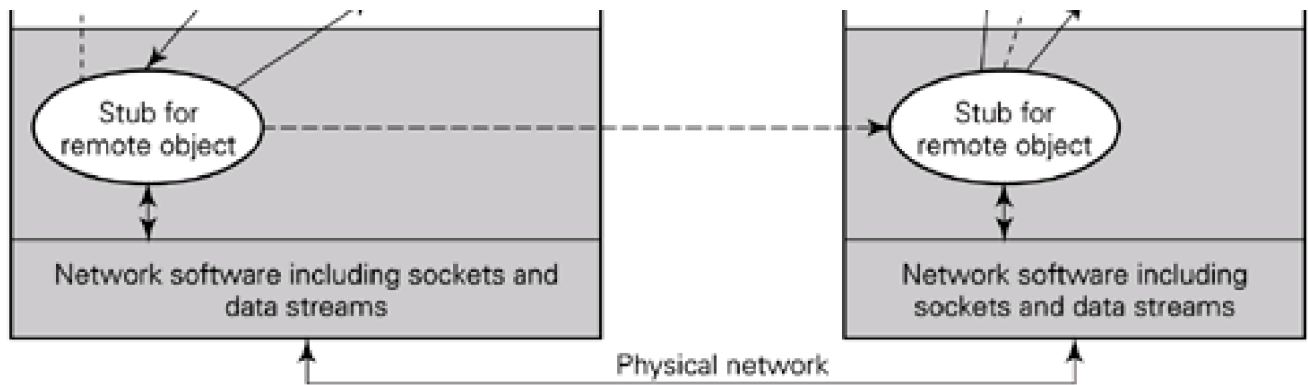 Stub for
remote object
Stub for
remote object
Network software including sockets and
data streams
Network software including
sockets and data streams
Physical network